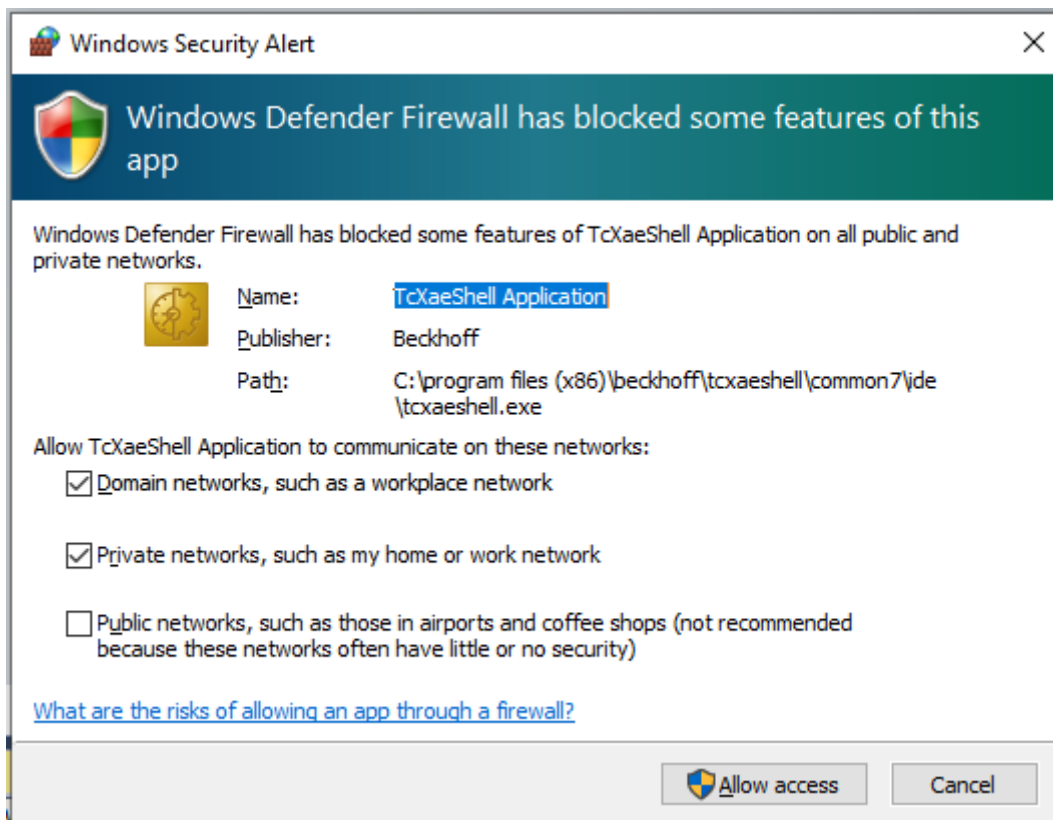 Windows Security Alert
Windows Defender Firewall has blocked some features of this
app
Windows Defender Firewall has blocked some features of TcXaeShell Application on all public and
private networks.
Name: TcXaeShell Application
Publisher: Beckhoff
Path: C:\program files (x86)\beckhoff\tcxaeshell\common7\ide
\tcxaeshell.exe
Allow TcXaeShell Application to communicate on these networks:
Domain networks, such as a workplace network
Private networks, such as my home or work network
Public networks, such as those in airports and coffee shops (not recommended
because these networks often have little or no security)
What are the risks of allowing an app through a firewall?
Allow access Cancel